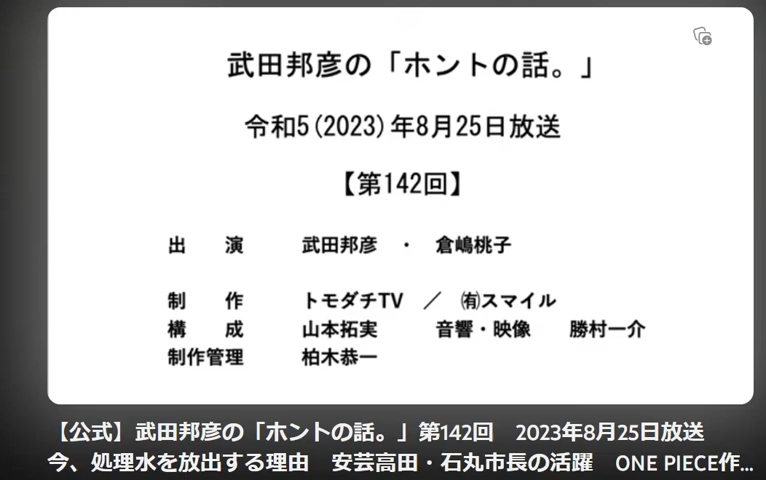 武田邦彦の「ホントの話。」
令和5(2023)年8月25日放送
【第142回】
出　演　武田邦彦　・　倉嶋桃子
制　作　トモダチTV　／　㈲スマイル
構　成　山本拓実　音響・映像　勝村一介
制作管理　柏木恭一
【公式】武田邦彦の「ホントの話。」第142回　2023年8月25日放送
今、処理水を放出する理由　安芸高田・石丸市長の活躍　ONE PIECE作...